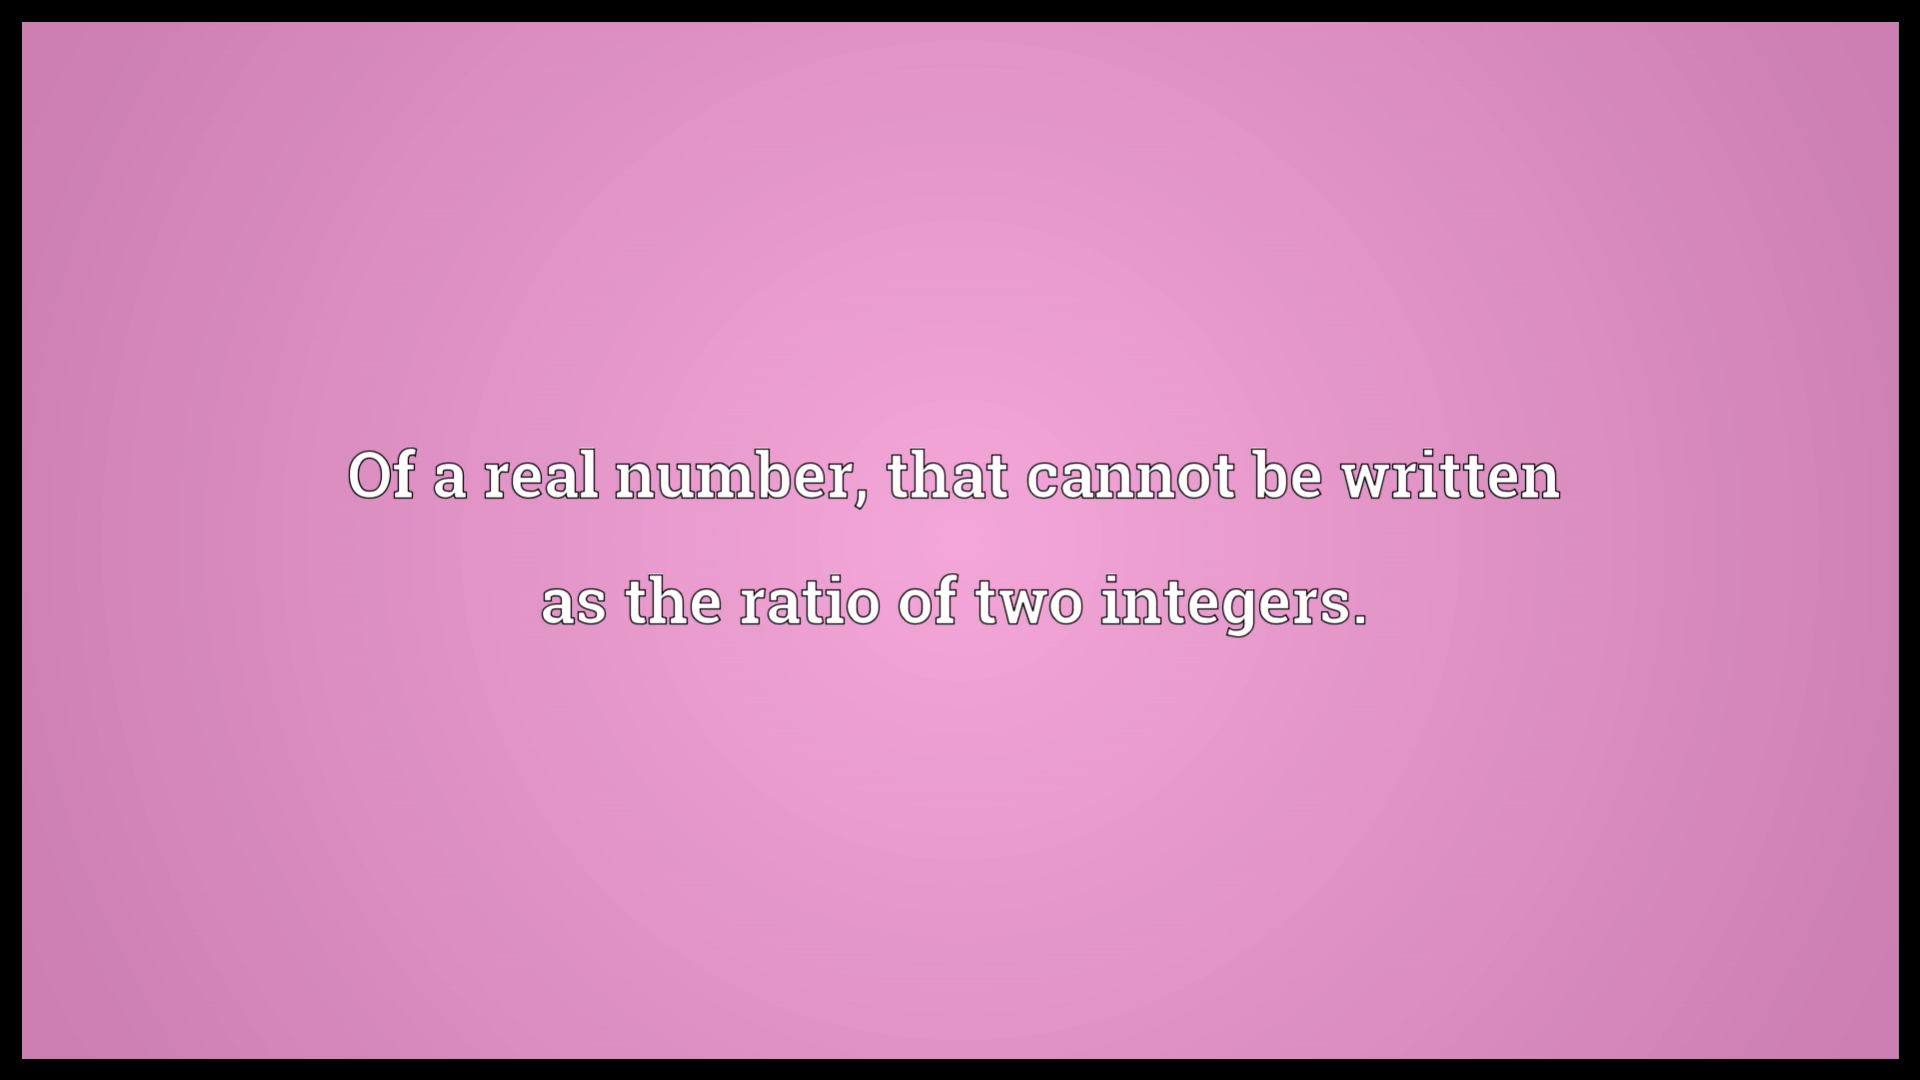 Of a real number, that cannot be written
as the ratio of two integers.